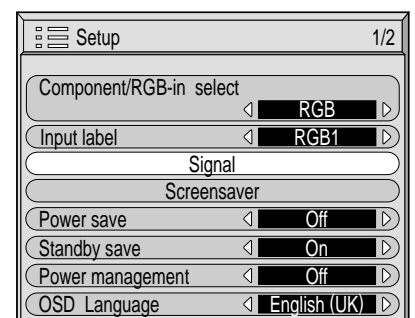 Setup 1/2
Component/RGB-in select
RGB
Input label RGB1
Signal
Screensaver
Power save Off
Standby save On
Power management Off
OSD Language English (UK)